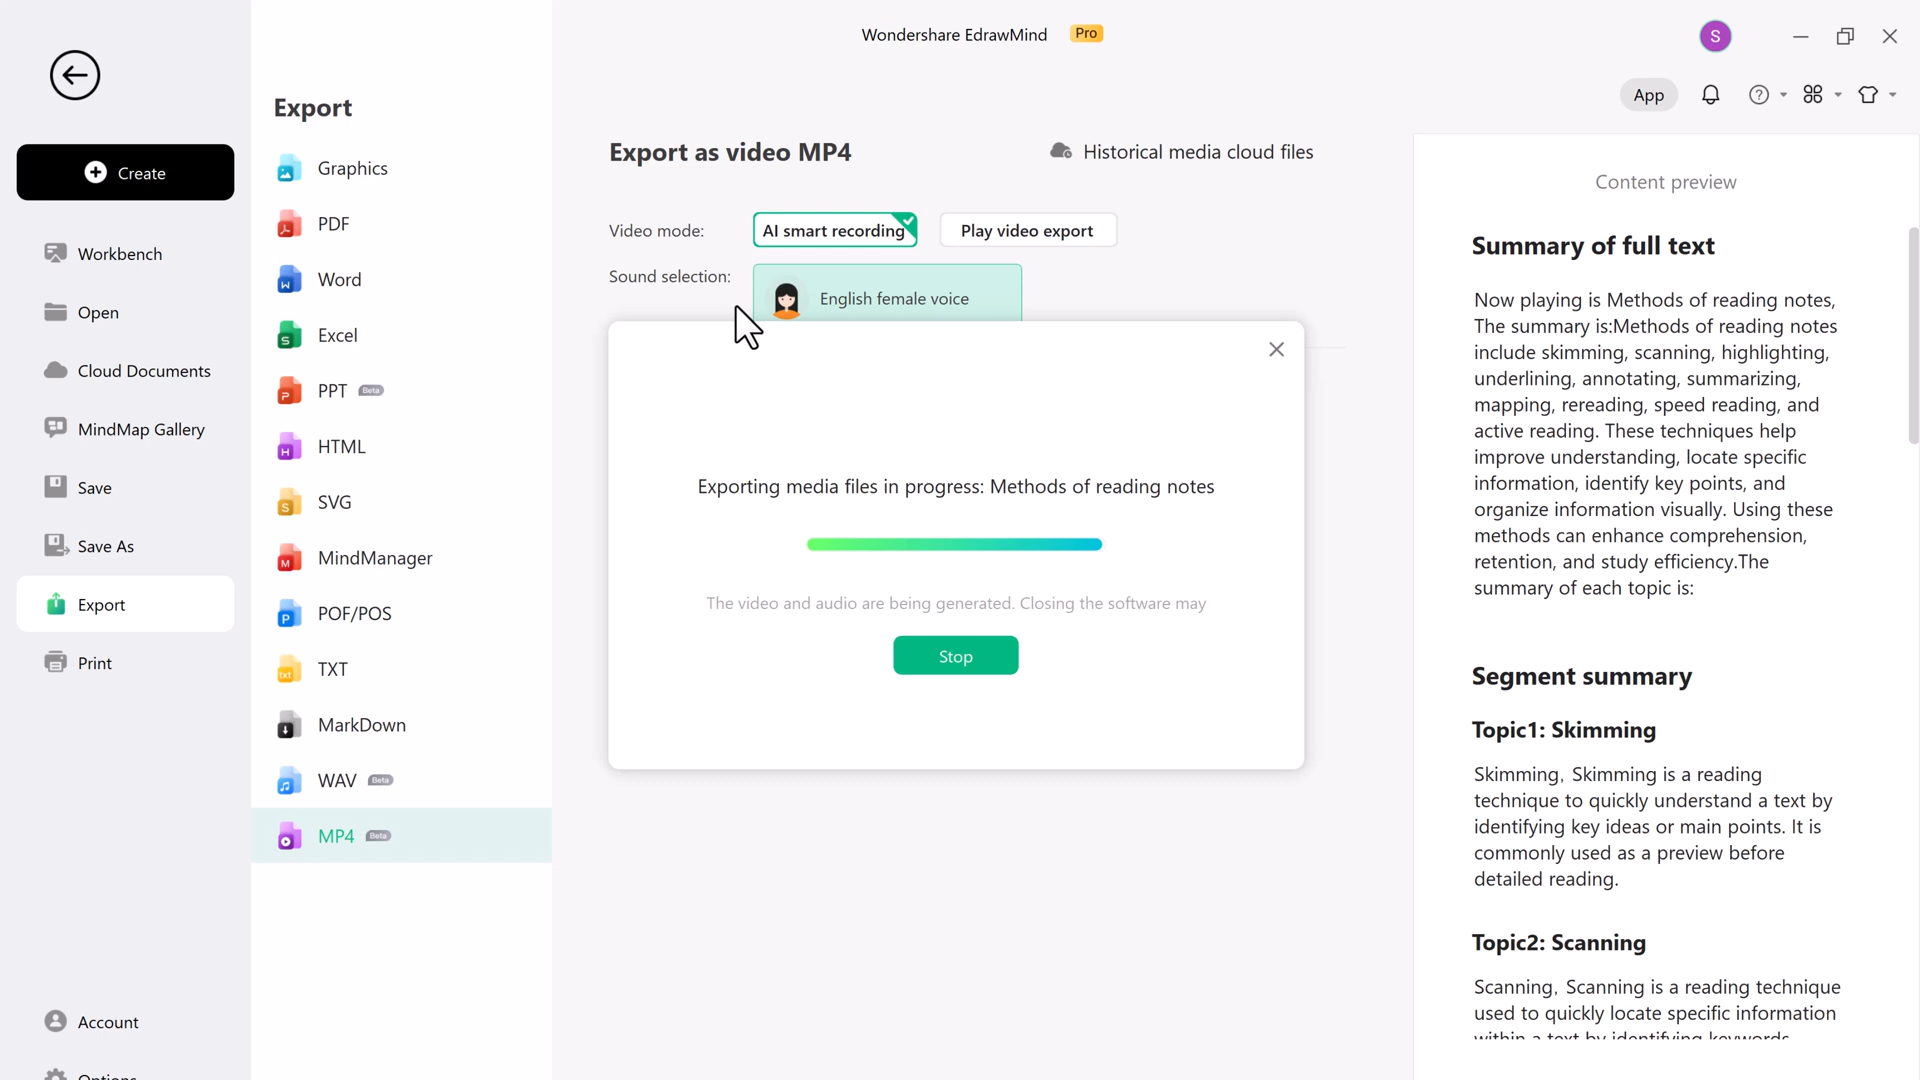 Wondershare EdrawMind Pro
S
App
Create
Workbench
Open
Cloud Documents
MindMap Gallery
Save
Save As
Export
Print
Account
Options
Export
Graphics
PDF
Word
Excel
PPT Beta
HTML
SVG
MindManager
POF/POS
TXT
MarkDown
WAV Beta
MP4 Beta
Export as video MP4
Historical media cloud files
Video mode:
AI smart recording
Play video export
Sound selection:
English female voice
Exporting media files in progress: Methods of reading notes
The video and audio are being generated. Closing the software may
Stop
Content preview
Summary of full text
Now playing is Methods of reading notes,
The summary is:Methods of reading notes
include skimming, scanning, highlighting,
underlining, annotating, summarizing,
mapping, rereading, speed reading, and
active reading. These techniques help
improve understanding, locate specific
information, identify key points, and
organize information visually. Using these
methods can enhance comprehension,
retention, and study efficiency.The
summary of each topic is:
Segment summary
Topic1: Skimming
Skimming, Skimming is a reading
technique to quickly understand a text by
identifying key ideas or main points. It is
commonly used as a preview before
detailed reading.
Topic2: Scanning
Scanning, Scanning is a reading technique
used to quickly locate specific information
within a text by identifying keywords